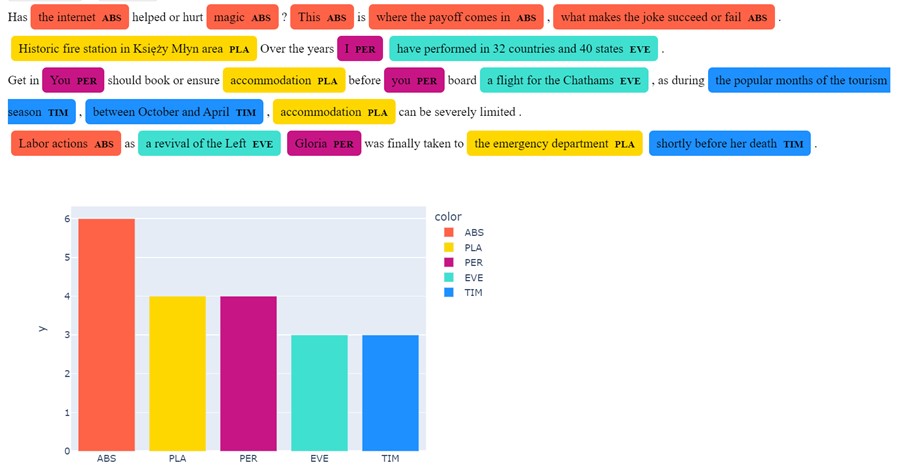 Has the internet ABS helped or hurt magic ABS ? This ABS is where the payoff comes in ABS , what makes the joke succeed or fail ABS .
Historic fire station in Księży Młyn area PLA Over the years I PER have performed in 32 countries and 40 states EVE .
Get in You PER should book or ensure accommodation PLA before you PER board a flight for the Chathams EVE , as during the popular months of the tourism
season TIM , between October and April TIM , accommodation PLA can be severely limited .
Labor actions ABS as a revival of the Left EVE Gloria PER was finally taken to the emergency department PLA shortly before her death TIM .
color
ABS
PLA
PER
EVE
TIM
6
5
4
3
2
1
0
y
ABS PLA PER EVE TIM